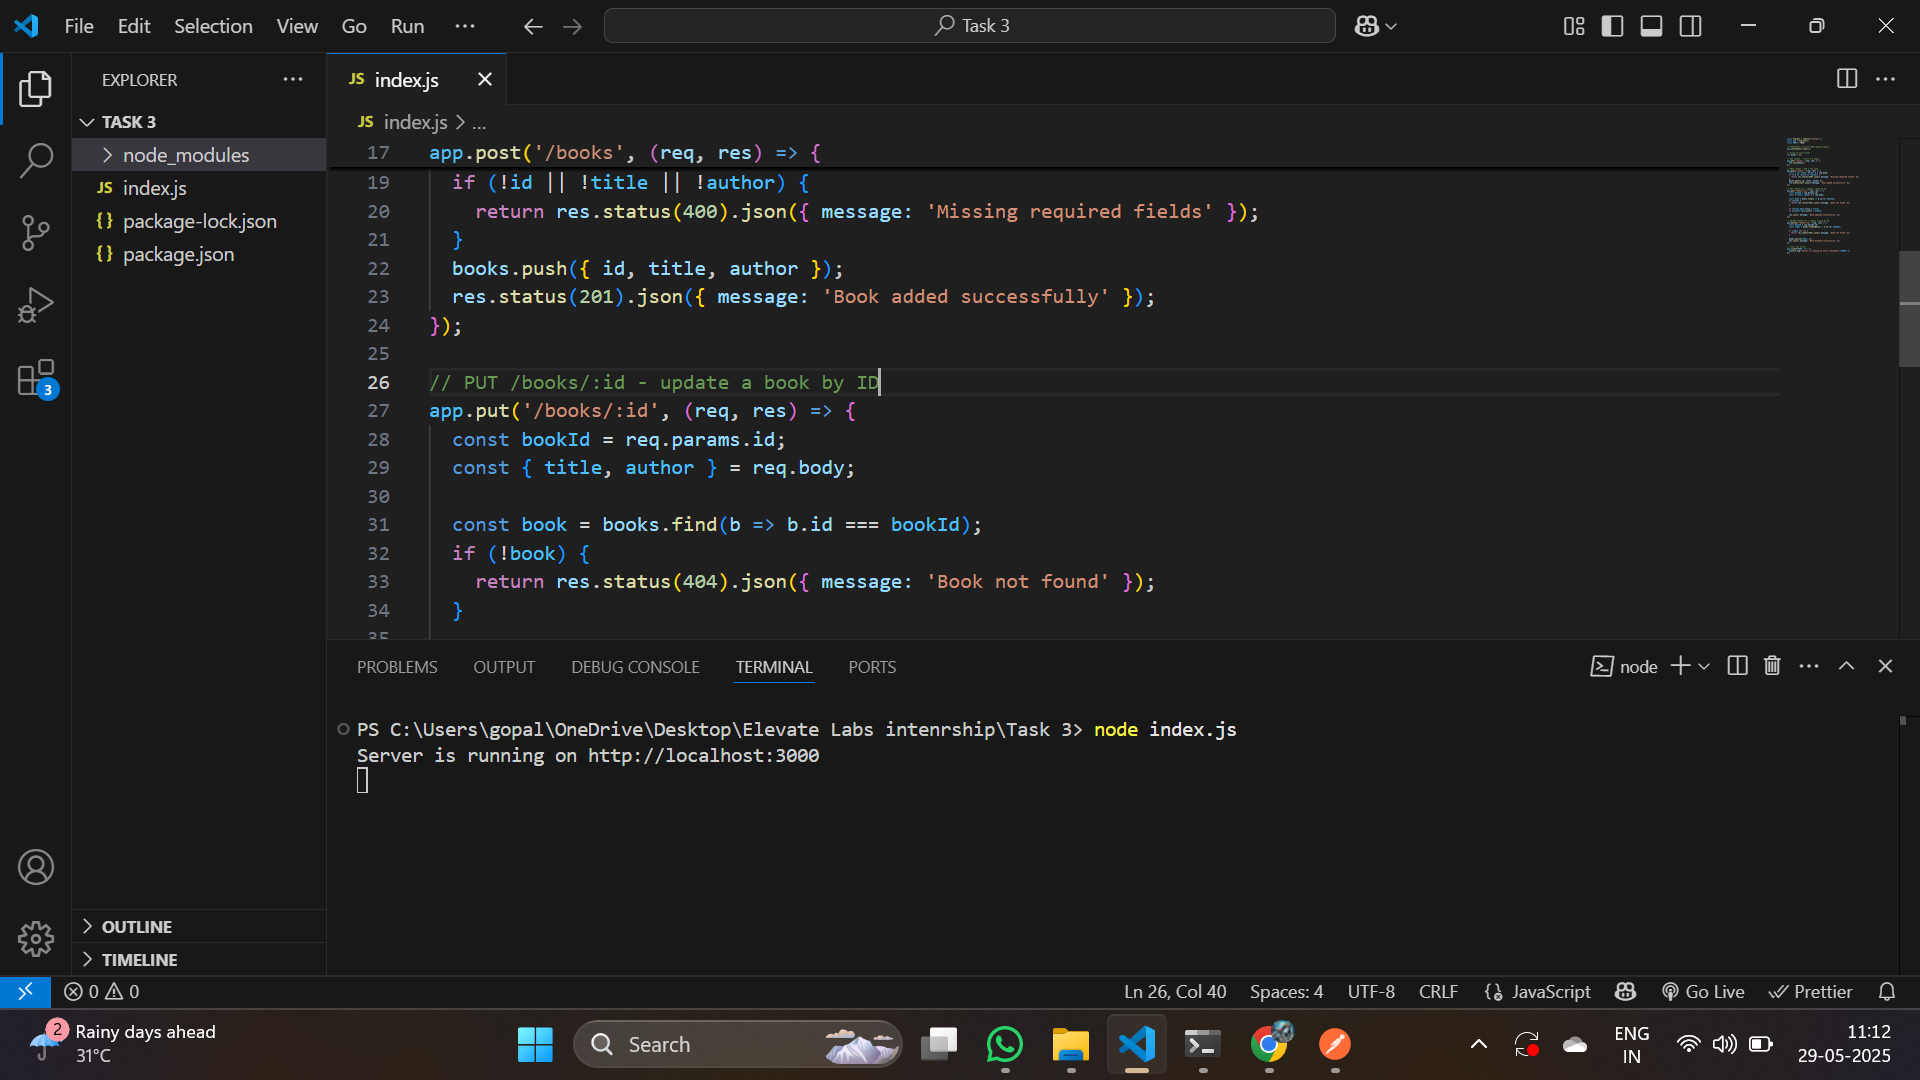 File Edit Selection View Go Run ···
Task 3
EXPLORER
TASK 3
node_modules
JS index.js
{} package-lock.json
{} package.json
OUTLINE
TIMELINE
3
JS index.js
JS index.js > ...
17 app.post('/books', (req, res) => {
19 if (!id || !title || !author) {
20 return res.status(400).json({ message: 'Missing required fields' });
21 }
22 books.push({ id, title, author });
23 res.status(201).json({ message: 'Book added successfully' });
24 });
25
26 // PUT /books/:id - update a book by ID
27 app.put('/books/:id', (req, res) => {
28 const bookId = req.params.id;
29 const { title, author } = req.body;
30
31 const book = books.find(b => b.id === bookId);
32 if (!book) {
33 return res.status(404).json({ message: 'Book not found' });
34 }
35
PROBLEMS OUTPUT DEBUG CONSOLE TERMINAL PORTS
node
PS C:\Users\gopal\OneDrive\Desktop\Elevate Labs intenrship\Task 3> node index.js
Server is running on http://localhost:3000
0 0
Ln 26, Col 40 Spaces: 4 UTF-8 CRLF {} JavaScript Go Live Prettier
2
Rainy days ahead
31°C
Search
ENG
IN
11:12
29-05-2025